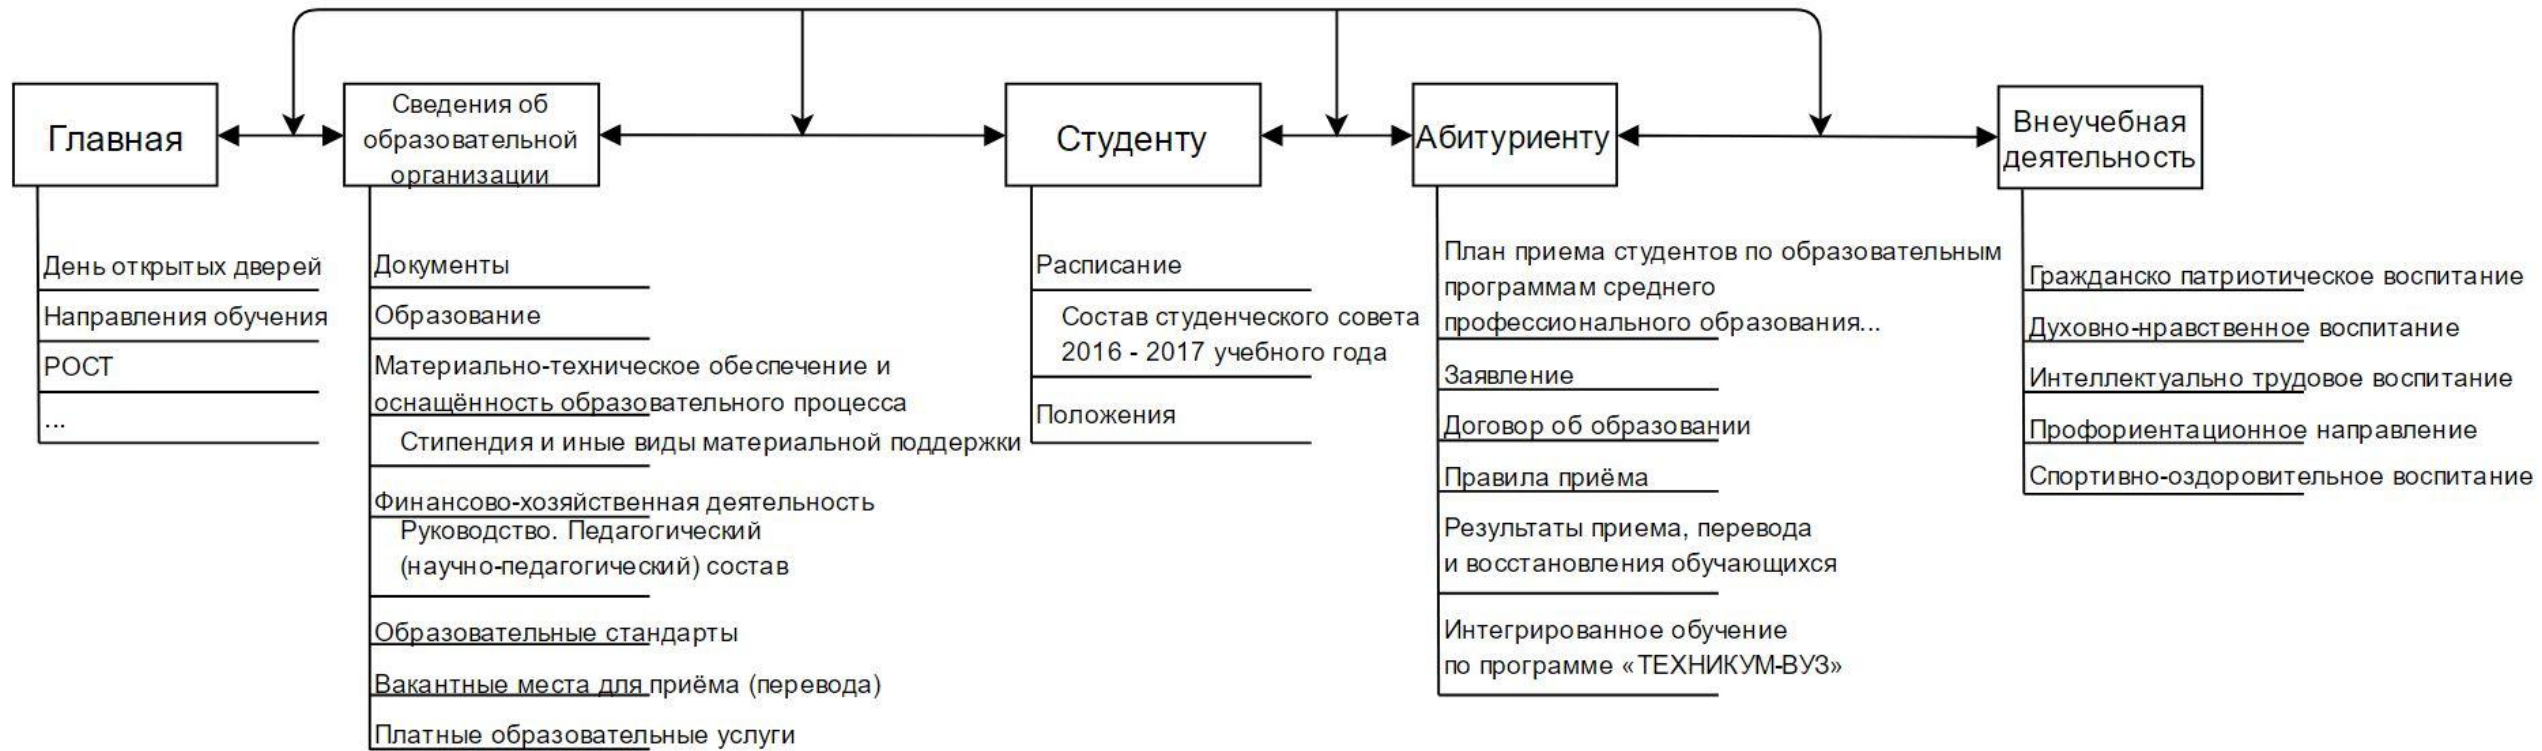 Главная
День открытых дверей
Направления обучения
РОСТ
...
Сведения об
образовательной
организации
Документы
Образование
Материально-техническое обеспечение и
оснащённость образовательного процесса
Стипендия и иные виды материальной поддержки
Финансово-хозяйственная деятельность
Руководство. Педагогический
(научно-педагогический) состав
Образовательные стандарты
Вакантные места для приёма (перевода)
Платные образовательные услуги
Студенту
Расписание
Состав студенческого совета
2016 - 2017 учебного года
Положения
Абитуриенту
План приема студентов по образовательным
программам среднего
профессионального образования...
Заявление
Договор об образовании
Правила приёма
Результаты приема, перевода
и восстановления обучающихся
Интегрированное обучение
по программе «ТЕХНИКУМ-ВУЗ»
Внеучебная
деятельность
Гражданско патриотическое воспитание
Духовно-нравственное воспитание
Интеллектуально трудовое воспитание
Профориентационное направление
Спортивно-оздоровительное воспитание